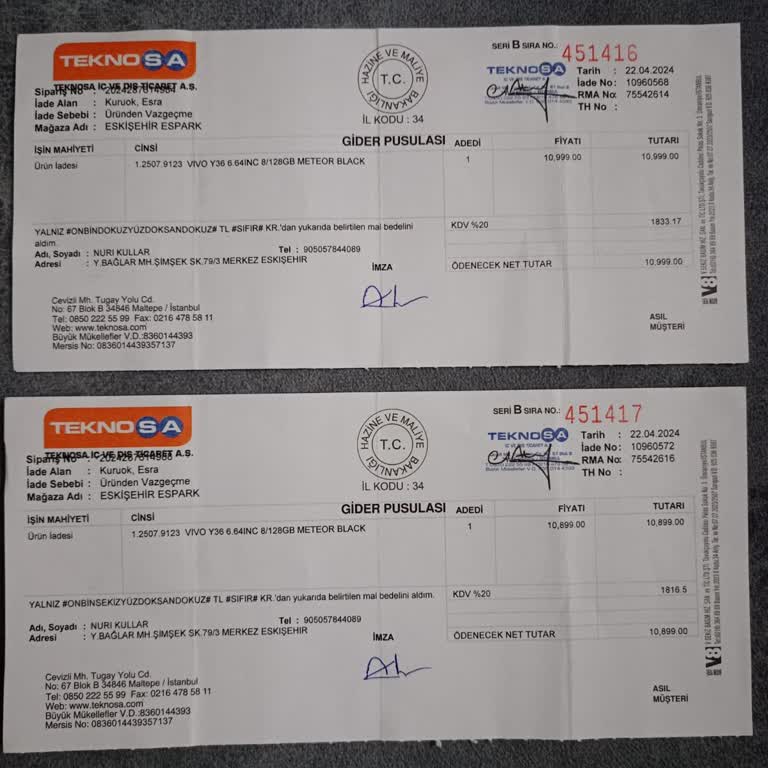 TEKNOSA
TEKNOSA İÇ VE DIŞ TİCARET A.Ş.
Sipariş No :
İade Alan : Kuruok, Esra
İade Sebebi : Üründen Vazgeçme
Mağaza Adı : ESKİŞEHİR ESPARK
HAZİNE VE MALİYE BAKANLIĞI
T.C.
İL KODU : 34
SERİ B SIRA NO.: 451416
TEKNOSA
Tarih : 22.04.2024
İade No: 10960568
RMA No: 75542614
TH No :
GİDER PUSULASI
İŞİN MAHİYETİ CİNSİ ADEDİ FİYATI TUTARI
Ürün İadesi 1.2507.9123 VIVO Y36 6.64INC 8/128GB METEOR BLACK 1 10,999.00 10,999.00
YALNIZ #ONBİNDOKUZYÜZDOKSANDOKUZ# TL #SIFIR# KR.'dan yukarıda belirtilen mal bedelini
aldim.
KDV %20 1833.17
Adı, Soyadı : NURI KULLAR Tel : 905057844089
Adresi : Y.BAĞLAR MH.ŞİMŞEK SK.79/3 MERKEZ ESKİŞEHİR
İMZA
ÖDENECEK NET TUTAR 10,999.00
Cevizli Mh. Tugay Yolu Cd.
No: 67 Blok B 34846 Maltepe / İstanbul
Tel: 0850 222 55 99 Fax: 0216 478 58 11
Web: www.teknosa.com
Büyük Mükellefler V.D.:8360144393
Mersis No: 0836014439357137
ASIL
MÜŞTERİ
TEKNOSA
TEKNOSA İÇ VE DIŞ TİCARET A.Ş.
Sipariş No :
İade Alan : Kuruok, Esra
İade Sebebi : Üründen Vazgeçme
Mağaza Adı : ESKİŞEHİR ESPARK
HAZİNE VE MALİYE BAKANLIĞI
T.C.
İL KODU : 34
SERİ B SIRA NO.: 451417
TEKNOSA
Tarih : 22.04.2024
İade No: 10960572
RMA No: 75542616
TH No :
GİDER PUSULASI
İŞİN MAHİYETİ CİNSİ ADEDİ FİYATI TUTARI
Ürün İadesi 1.2507.9123 VIVO Y36 6.64INC 8/128GB METEOR BLACK 1 10,899.00 10,899.00
YALNIZ #ONBİNSEKİZYÜZDOKSANDOKUZ# TL #SIFIR# KR.'dan yukarıda belirtilen mal bedelini aldım.
KDV %20 1816.5
Adı, Soyadı : NURI KULLAR Tel : 905057844089
Adresi : Y.BAĞLAR MH.ŞİMŞEK SK.79/3 MERKEZ ESKİŞEHİR
İMZA
ÖDENECEK NET TUTAR 10,899.00
Cevizli Mh. Tugay Yolu Cd.
No: 67 Blok B 34846 Maltepe / İstanbul
Tel: 0850 222 55 99 Fax: 0216 478 58 11
Web: www.teknosa.com
Büyük Mükellefler V.D.:8360144393
Mersis No: 0836014439357137
ASIL
MÜŞTERİ